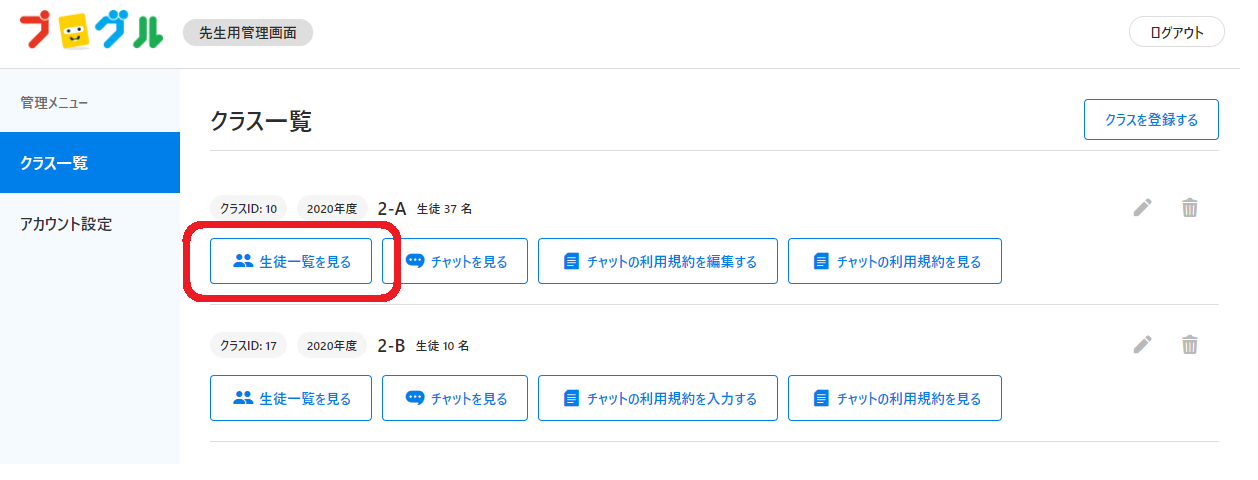 プログル 先生用管理画面 ログアウト
管理メニュー
クラス一覧
アカウント設定
クラス一覧 クラスを登録する
クラスID: 10 2020年度 2-A 生徒 37 名
生徒一覧を見る チャットを見る チャットの利用規約を編集する チャットの利用規約を見る
クラスID: 17 2020年度 2-B 生徒 10 名
生徒一覧を見る チャットを見る チャットの利用規約を入力する チャットの利用規約を見る